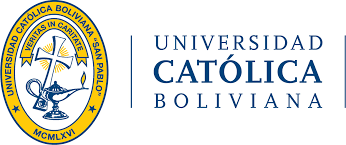 UNIVERSIDAD CATÓLICA BOLIVIANA "SAN PABLO"
VERITAS IN CARITATE
MCMLXVI
UNIVERSIDAD
CATÓLICA
BOLIVIANA